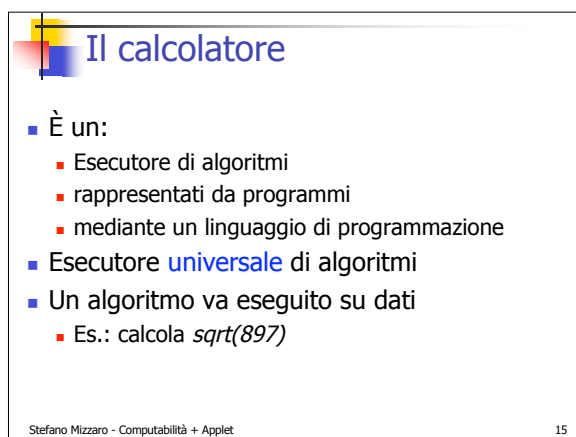 Il calcolatore
È un:
Esecutore di algoritmi
rappresentati da programmi
mediante un linguaggio di programmazione
Esecutore universale di algoritmi
Un algoritmo va eseguito su dati
Es.: calcola sqrt(897)
Stefano Mizzaro - Computabilità + Applet 15